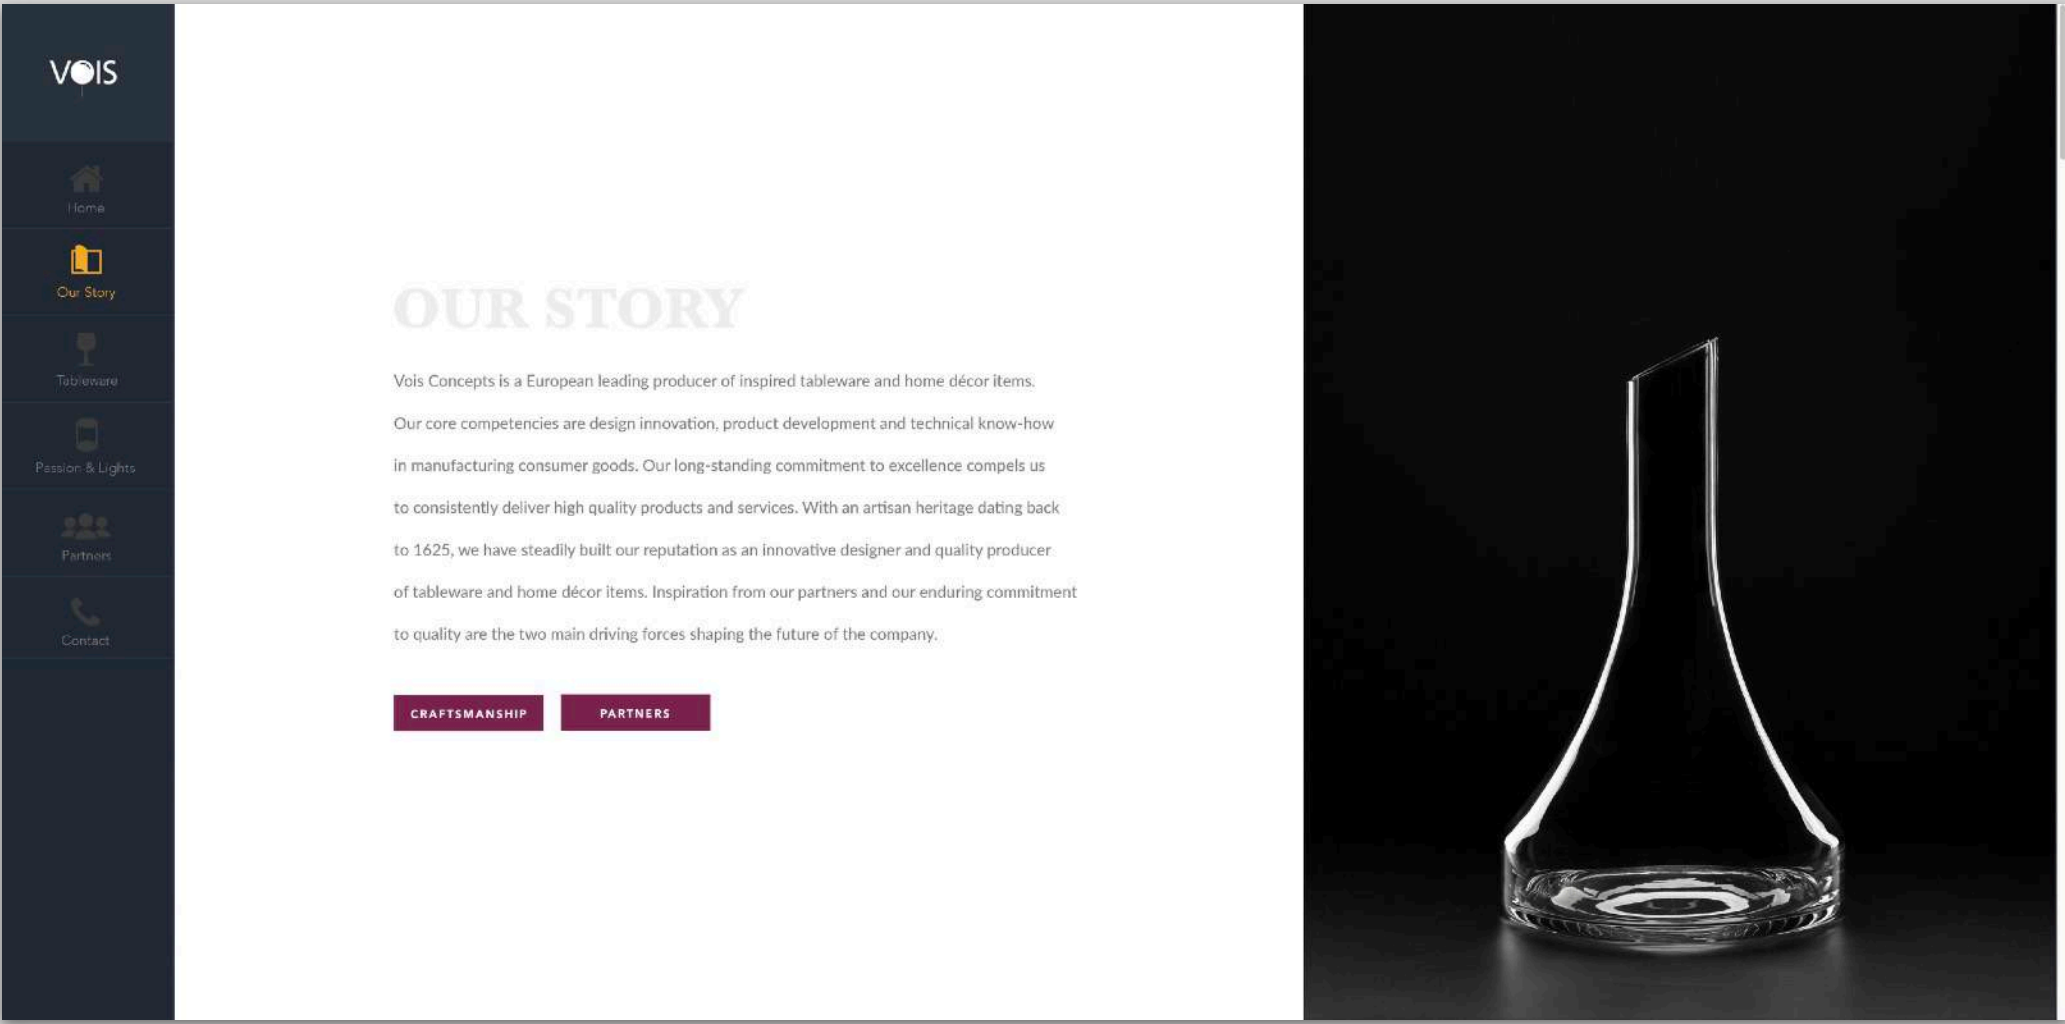 VOIS
Home
Our Story
Tableware
Passion & Lights
Partners
Contact
OUR STORY
Vois Concepts is a European leading producer of inspired tableware and home décor items.
Our core competencies are design innovation, product development and technical know-how
in manufacturing consumer goods. Our long-standing commitment to excellence compels us
to consistently deliver high quality products and services. With an artisan heritage dating back
to 1625, we have steadily built our reputation as an innovative designer and quality producer
of tableware and home décor items. Inspiration from our partners and our enduring commitment
to quality are the two main driving forces shaping the future of the company.
CRAFTSMANSHIP
PARTNERS